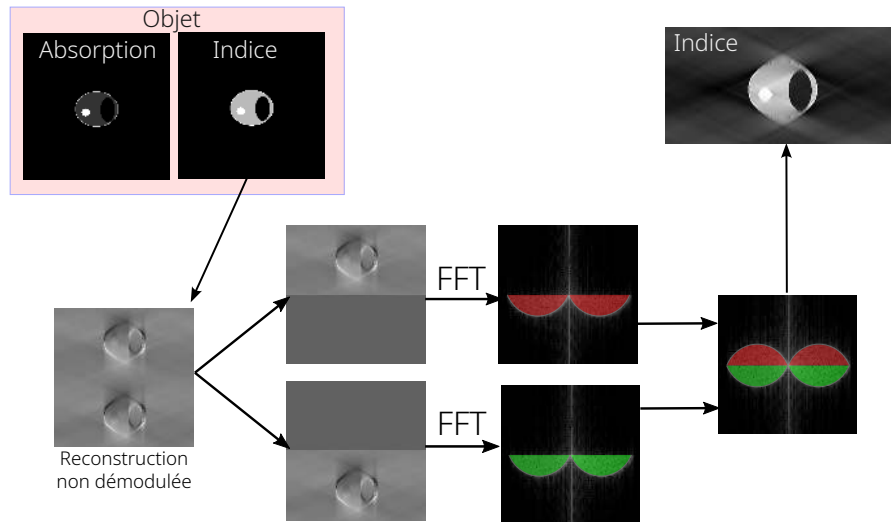 Objet
Absorption
Indice
Indice
FFT
FFT
Reconstruction
non démodulée